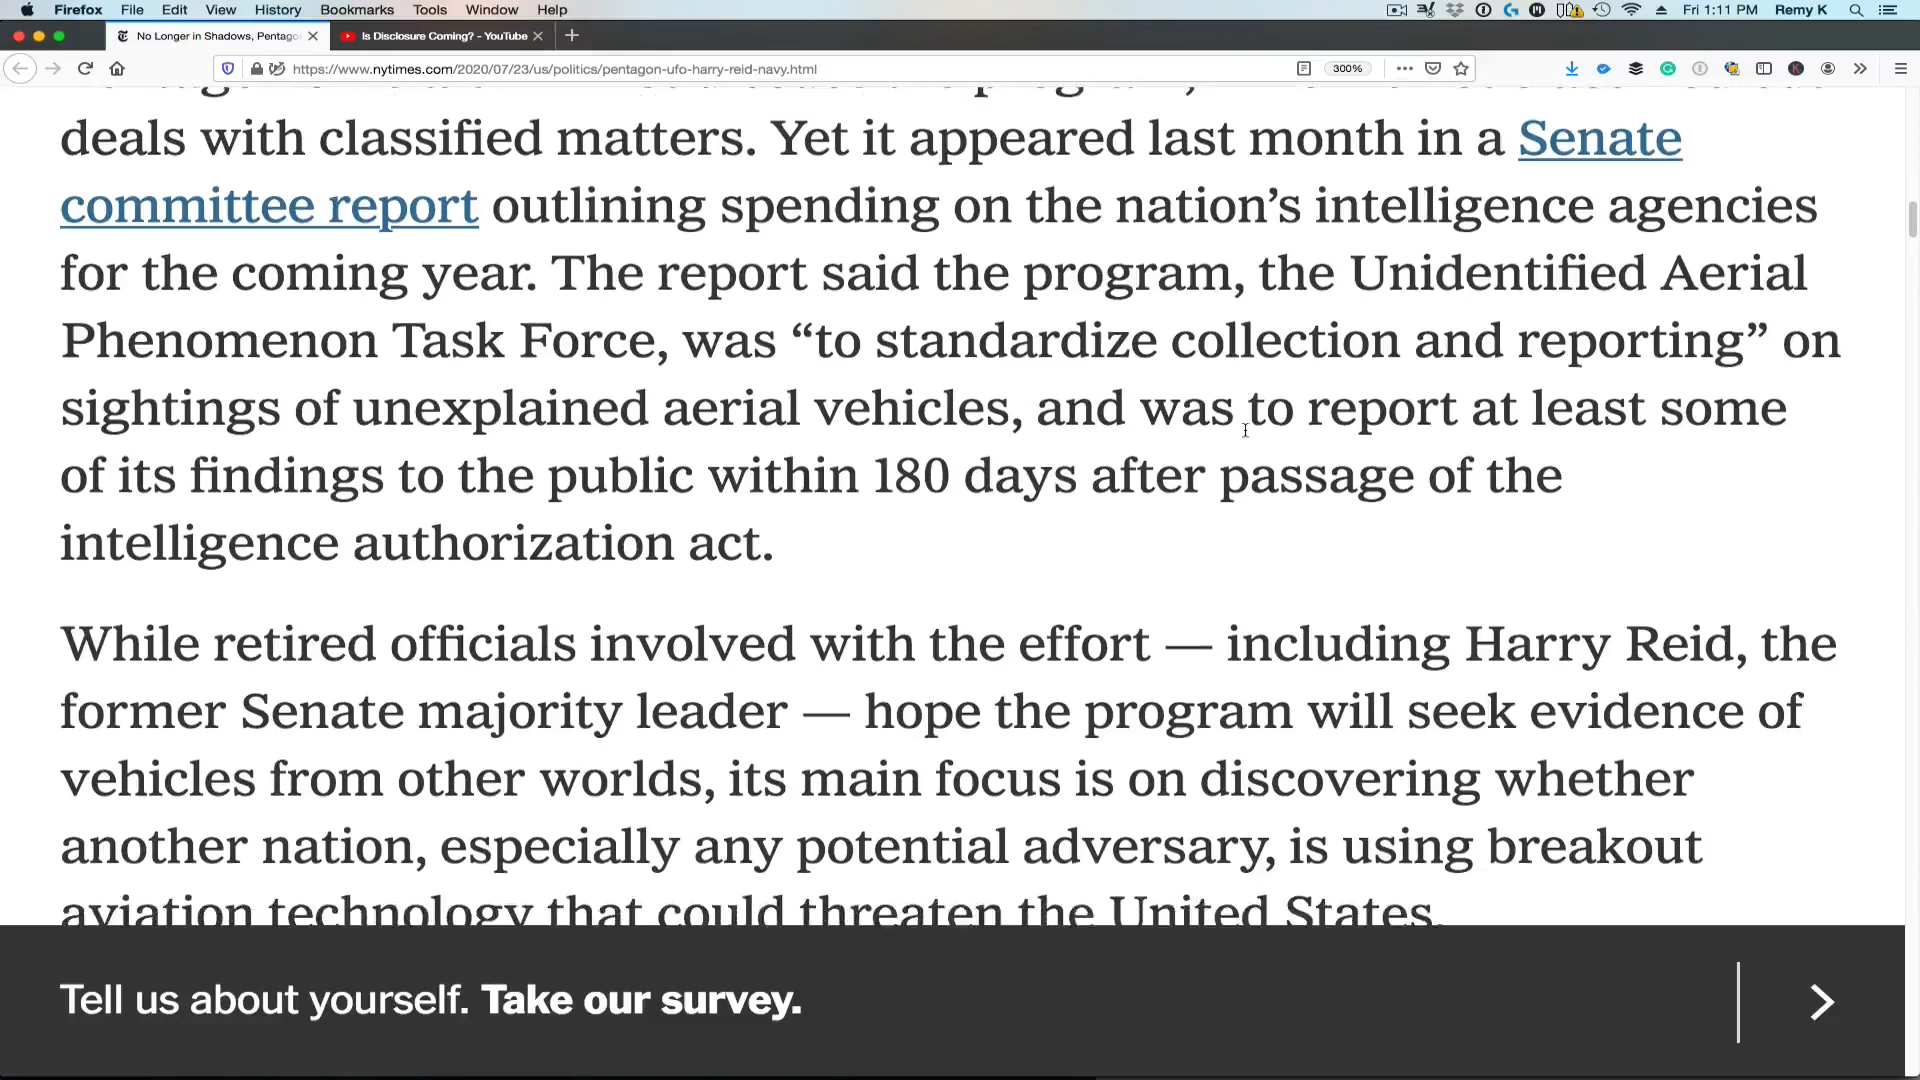 Firefox File Edit View History Bookmarks Tools Window Help Fri 1:11 PM Remy K
No Longer in Shadows, Pentago Is Disclosure Coming? - YouTube
https://www.nytimes.com/2020/07/23/us/politics/pentagon-ufo-harry-reid-navy.html 300%
deals with classified matters. Yet it appeared last month in a Senate
committee report outlining spending on the nation’s intelligence agencies
for the coming year. The report said the program, the Unidentified Aerial
Phenomenon Task Force, was “to standardize collection and reporting” on
sightings of unexplained aerial vehicles, and was to report at least some
of its findings to the public within 180 days after passage of the
intelligence authorization act.
While retired officials involved with the effort — including Harry Reid, the
former Senate majority leader — hope the program will seek evidence of
vehicles from other worlds, its main focus is on discovering whether
another nation, especially any potential adversary, is using breakout
aviation technology that could threaten the United States.
Tell us about yourself. Take our survey.